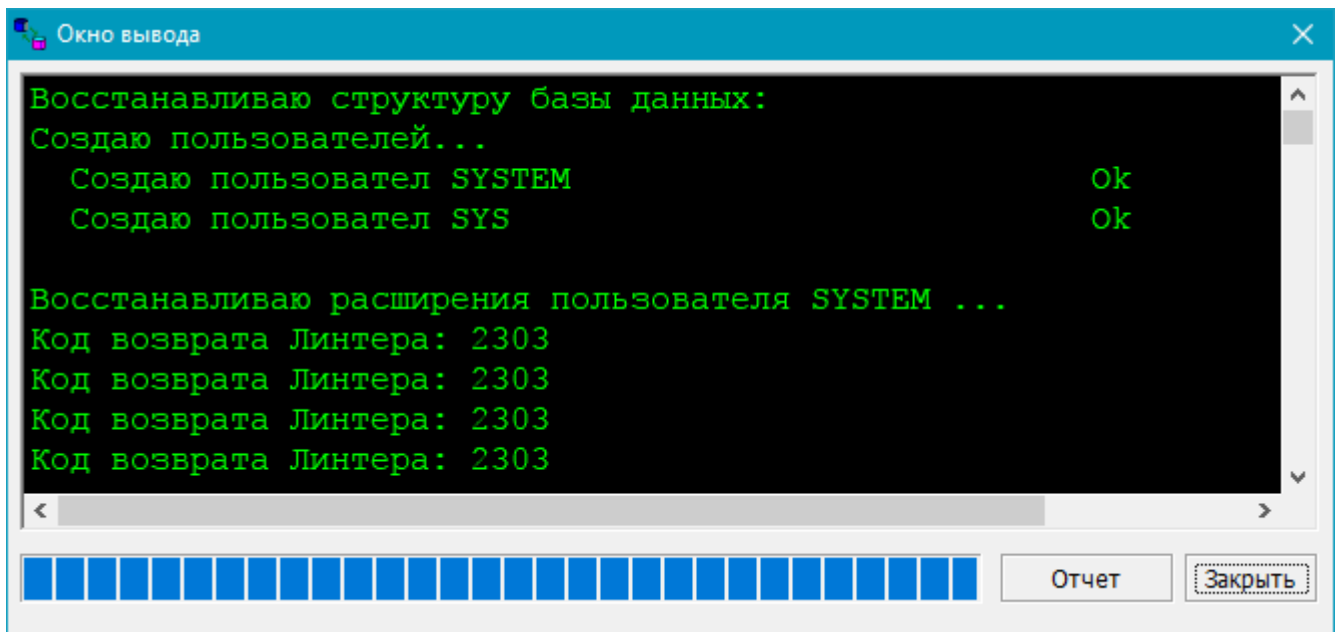 Окно вывода
Восстанавливаю структуру базы данных:
Создаю пользователей...
Создаю пользовател SYSTEM Ok
Создаю пользовател SYS Ok
Восстанавливаю расширения пользователя SYSTEM ...
Код возврата Линтера: 2303
Код возврата Линтера: 2303
Код возврата Линтера: 2303
Код возврата Линтера: 2303
Отчет Закрыть